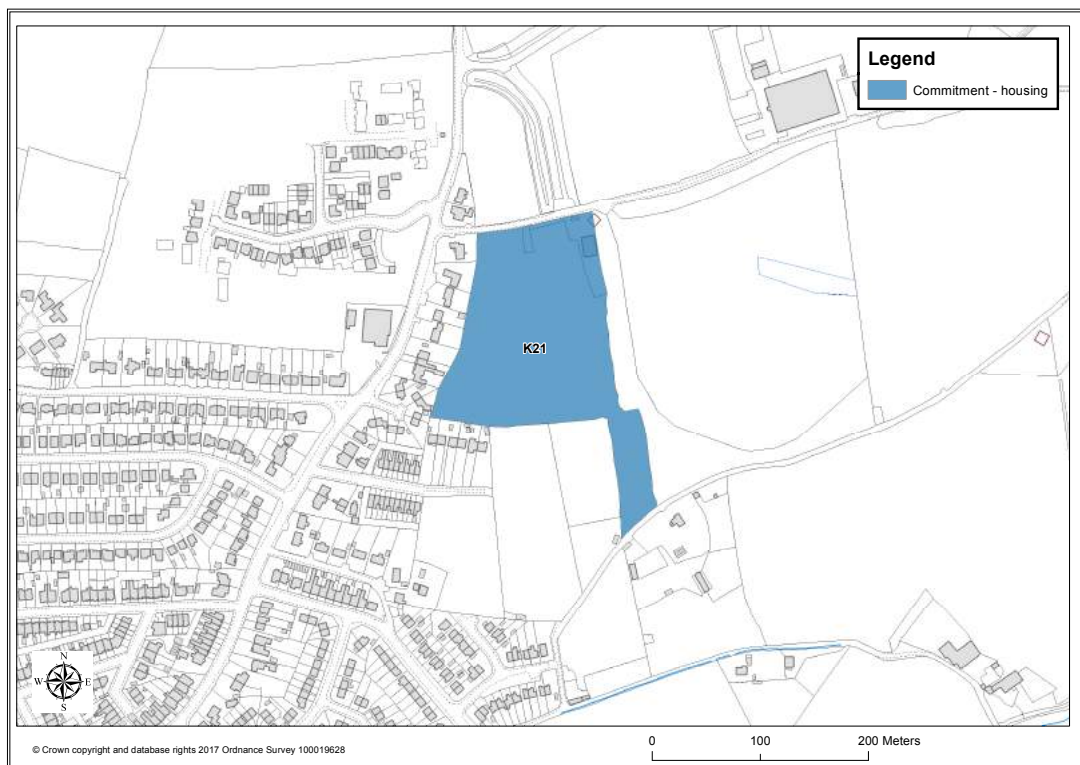 Legend
Commitment - housing
K21
N
W E
S
© Crown copyright and database rights 2017 Ordnance Survey 100019628
0 100 200 Meters